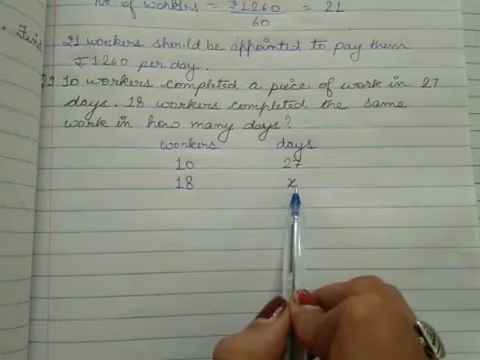 No of workers = ₹1260 = 21
60
Find
21 workers should be appointed to pay them
₹1260 per day.
29 10 workers completed a piece of work in 27
days. 18 workers completed the same
work in how many days?
workers days
10 27
18 x